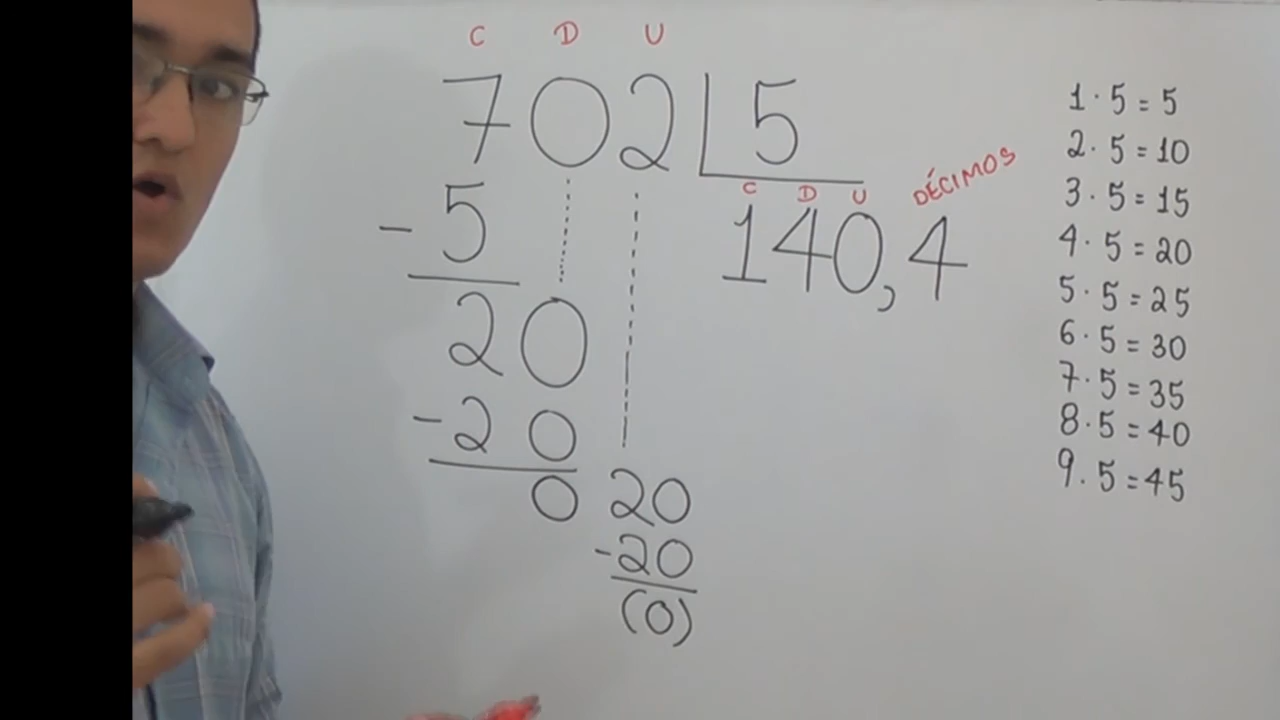 C D U
702 5
C D U DÉCIMOS
140,4
- 5
20
- 20
0 20
- 20
(0)
1 · 5 = 5
2 · 5 = 10
3 · 5 = 15
4 · 5 = 20
5 · 5 = 25
6 · 5 = 30
7 · 5 = 35
8 · 5 = 40
9 . 5 = 45